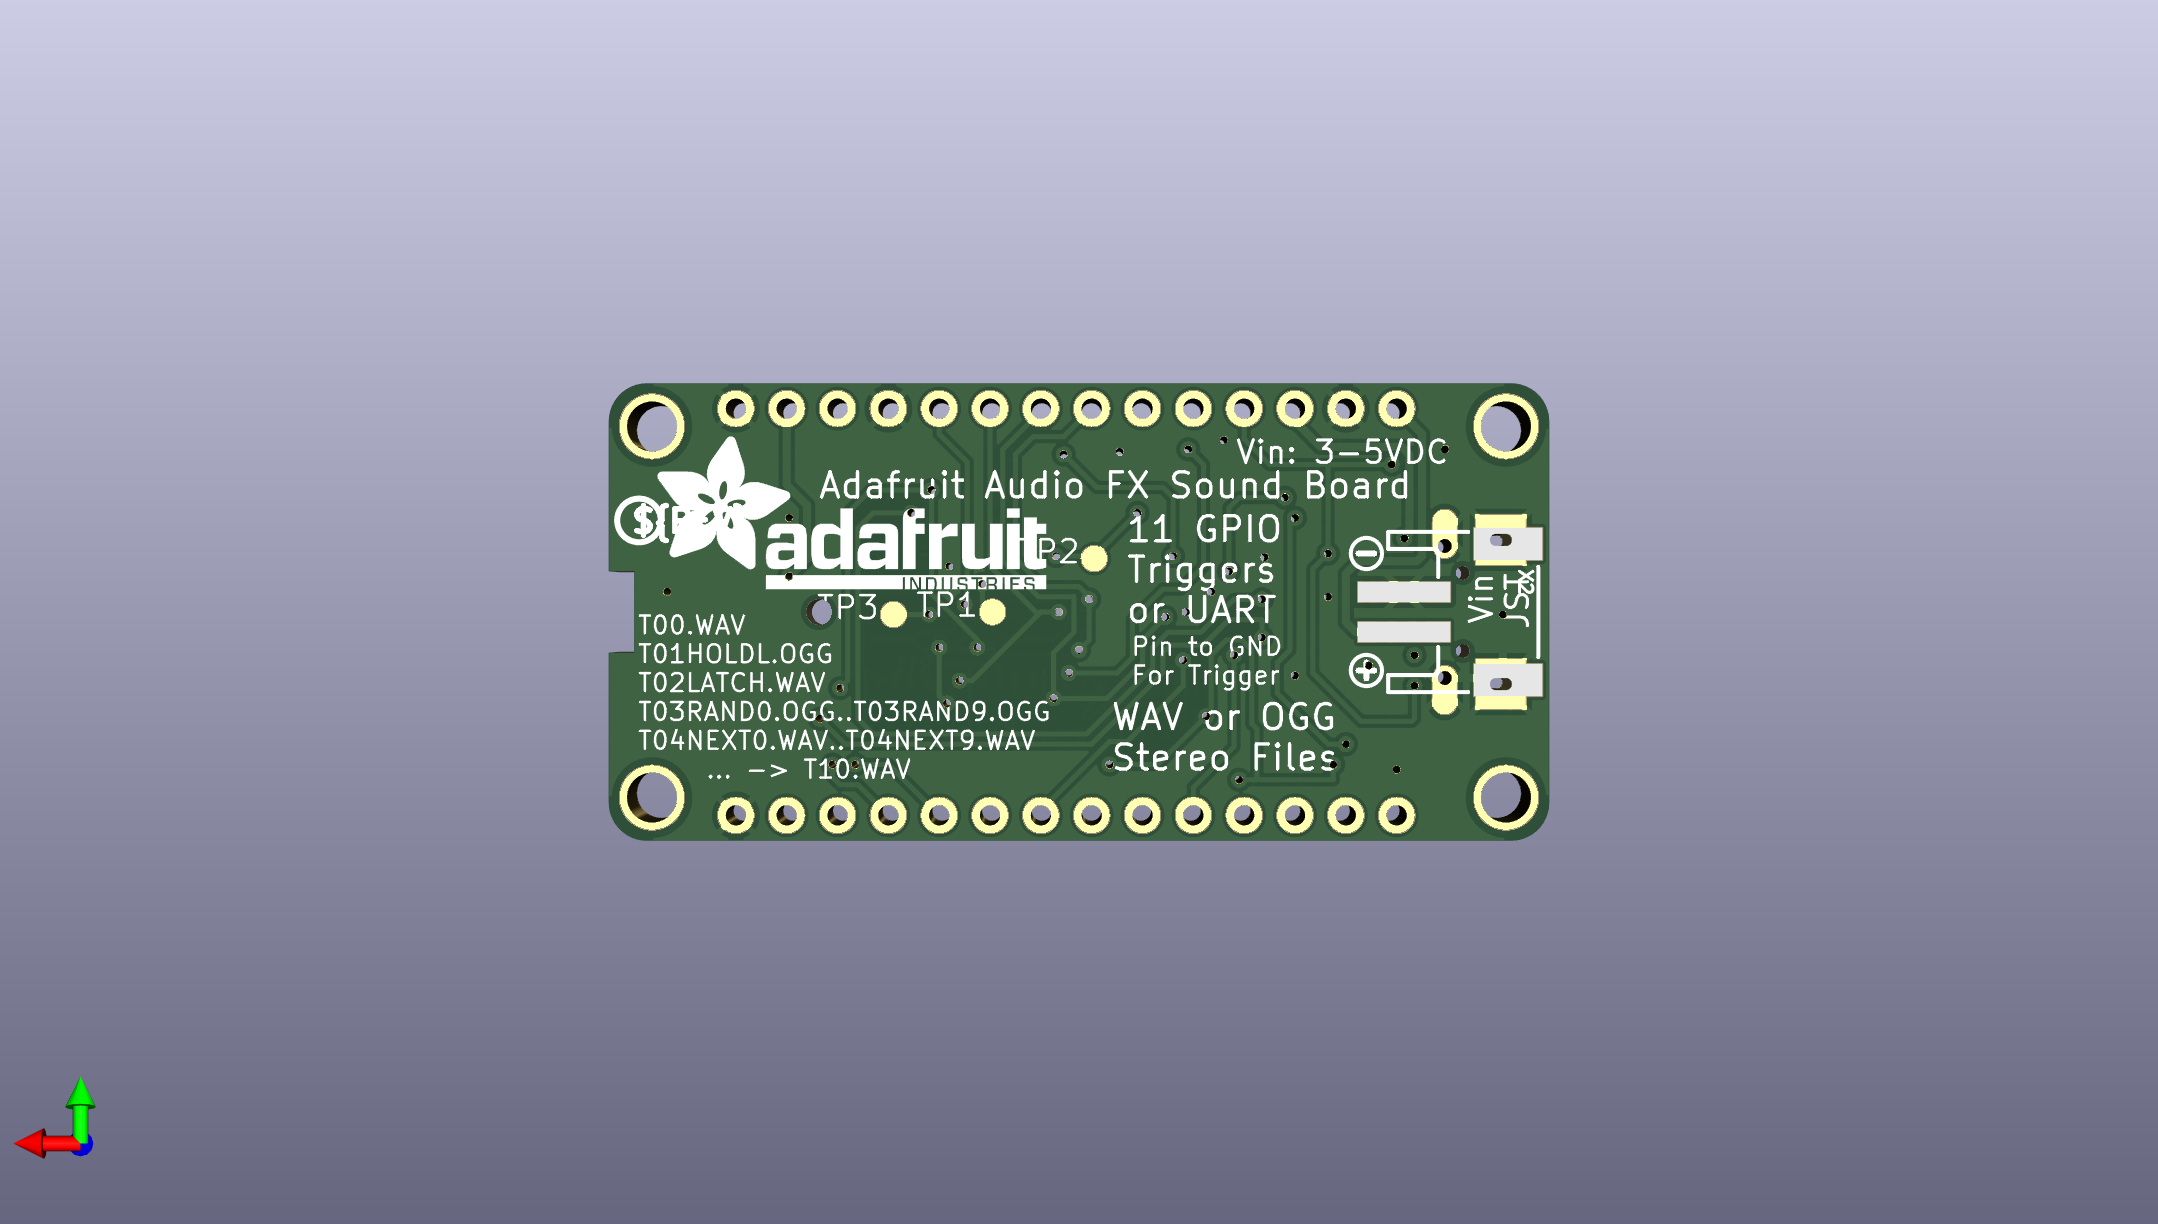 Vin: 3-5VDC
Adafruit Audio FX Sound Board
adafruit
INDUSTRIES
11 GPIO
Triggers
or UART
Pin to GND
For Trigger
WAV or OGG
Stereo Files
TP3
TP1
T00.WAV
T01HOLDL.OGG
T02LATCH.WAV
T03RAND0.OGG..T03RAND9.OGG
T04NEXT0.WAV..T04NEXT9.WAV
... -> T10.WAV
Vin
JST